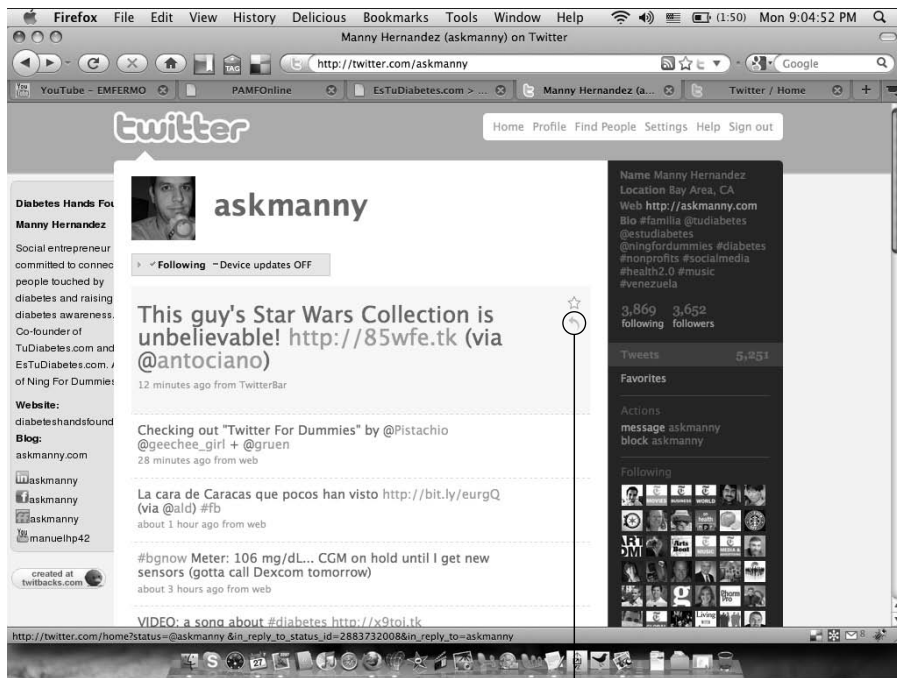 Firefox File Edit View History Delicious Bookmarks Tools Window Help (1:50) Mon 9:04:52 PM
Manny Hernandez (askmanny) on Twitter
TAG http://twitter.com/askmanny Google
YouTube – EMFERMO PAMFOnline EsTuDiabetes.com > ... Manny Hernandez (a... Twitter / Home
twitter
Home Profile Find People Settings Help Sign out
Diabetes Hands Fou
Manny Hernandez
Social entrepreneur
committed to connec
people touched by
diabetes and raising
diabetes awareness.
Co-founder of
TuDiabetes.com and
EsTuDiabetes.com. A
of Ning For Dummies
Website:
diabeteshandsfound
Blog:
askmanny.com
askmanny
askmanny
askmanny
manuelhp42
created at
twitbacks.com
askmanny
Following Device updates OFF
This guy's Star Wars Collection is
unbelievable! http://85wfe.tk (via
@antociano)
12 minutes ago from TwitterBar
Checking out "Twitter For Dummies" by @Pistachio
@geechee_girl + @gruen
28 minutes ago from web
La cara de Caracas que pocos han visto http://bit.ly/eurgQ
(via @ald) #fb
about 1 hour ago from web
#bgnow Meter: 106 mg/dL... CGM on hold until I get new
sensors (gotta call Dexcom tomorrow)
about 3 hours ago from web
VIDEO: a song about #diabetes http://x9toj.tk
Name Manny Hernandez
Location Bay Area, CA
Web http://askmanny.com
Bio #familia @tudiabetes
@estudiabetes
@ningfordummies #diabetes
#nonprofits #socialmedia
#health2.0 #music
#venezuela
3,869 3,652
following followers
Tweets 5,251
Favorites
Actions
message askmanny
block askmanny
Following
http://twitter.com/home?status=@askmanny &in_reply_to_status_id=2883732008&in_reply_to=askmanny